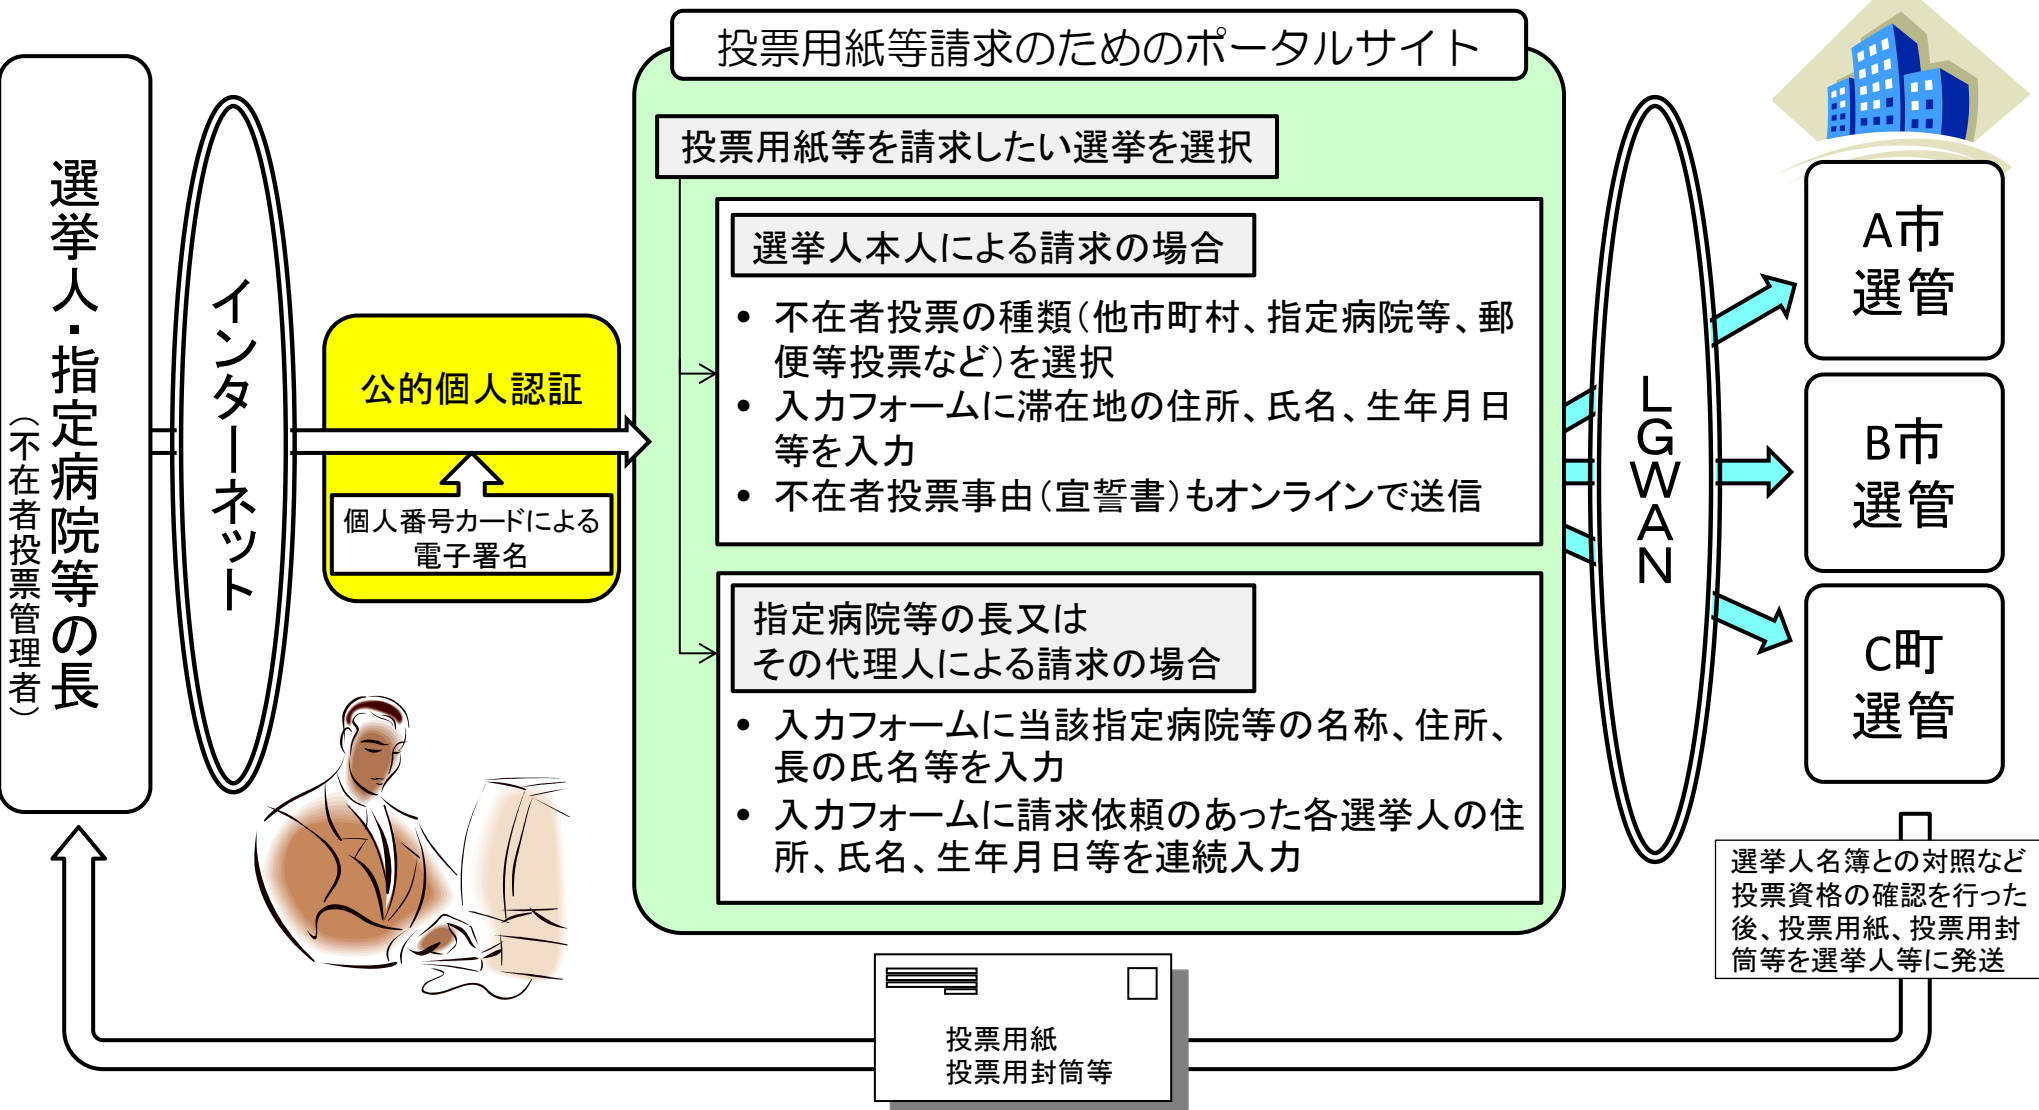 投票用紙等請求のためのポータルサイト
選挙人・指定病院等の長
（不在者投票管理者）
インターネット
公的個人認証
個人番号カードによる
電子署名
投票用紙等を請求したい選挙を選択
選挙人本人による請求の場合
• 不在者投票の種類（他市町村、指定病院等、郵
便等投票など）を選択
• 入力フォームに滞在地の住所、氏名、生年月日
等を入力
• 不在者投票事由（宣誓書）もオンラインで送信
指定病院等の長又は
その代理人による請求の場合
• 入力フォームに当該指定病院等の名称、住所、
長の氏名等を入力
• 入力フォームに請求依頼のあった各選挙人の住
所、氏名、生年月日等を連続入力
LGWAN
A市
選管
B市
選管
C町
選管
選挙人名簿との対照など
投票資格の確認を行った
後、投票用紙、投票用封
筒等を選挙人等に発送
投票用紙
投票用封筒等